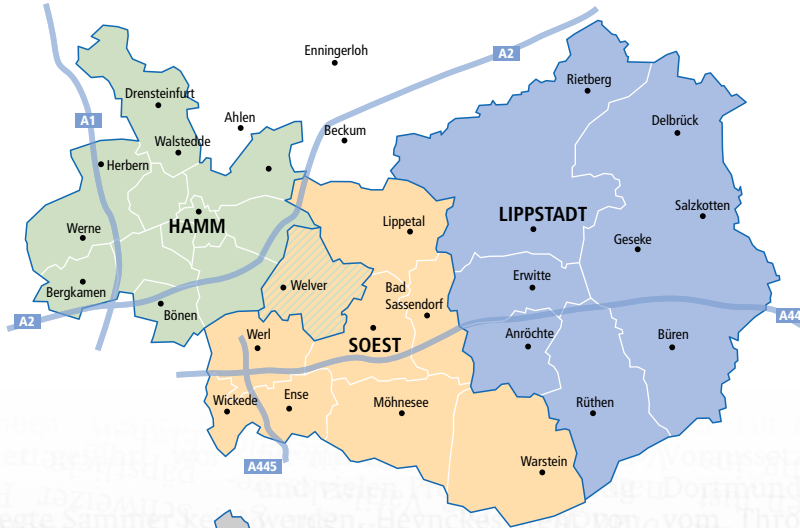 Enningerloh
A2
Rietberg
Drensteinfurt
Ahlen
A1
Beckum
Delbrück
Walstedde
Herbern
Salzkotten
Lippetal
LIPPSTADT
Werne
HAMM
Geseke
Erwitte
Welver
Bad
Sassendorf
Bergkamen
Bönen
A2
A44
Werl
SOEST
Anröchte
Büren
Wickede
Ense
Möhnesee
Rüthen
A445
Warstein